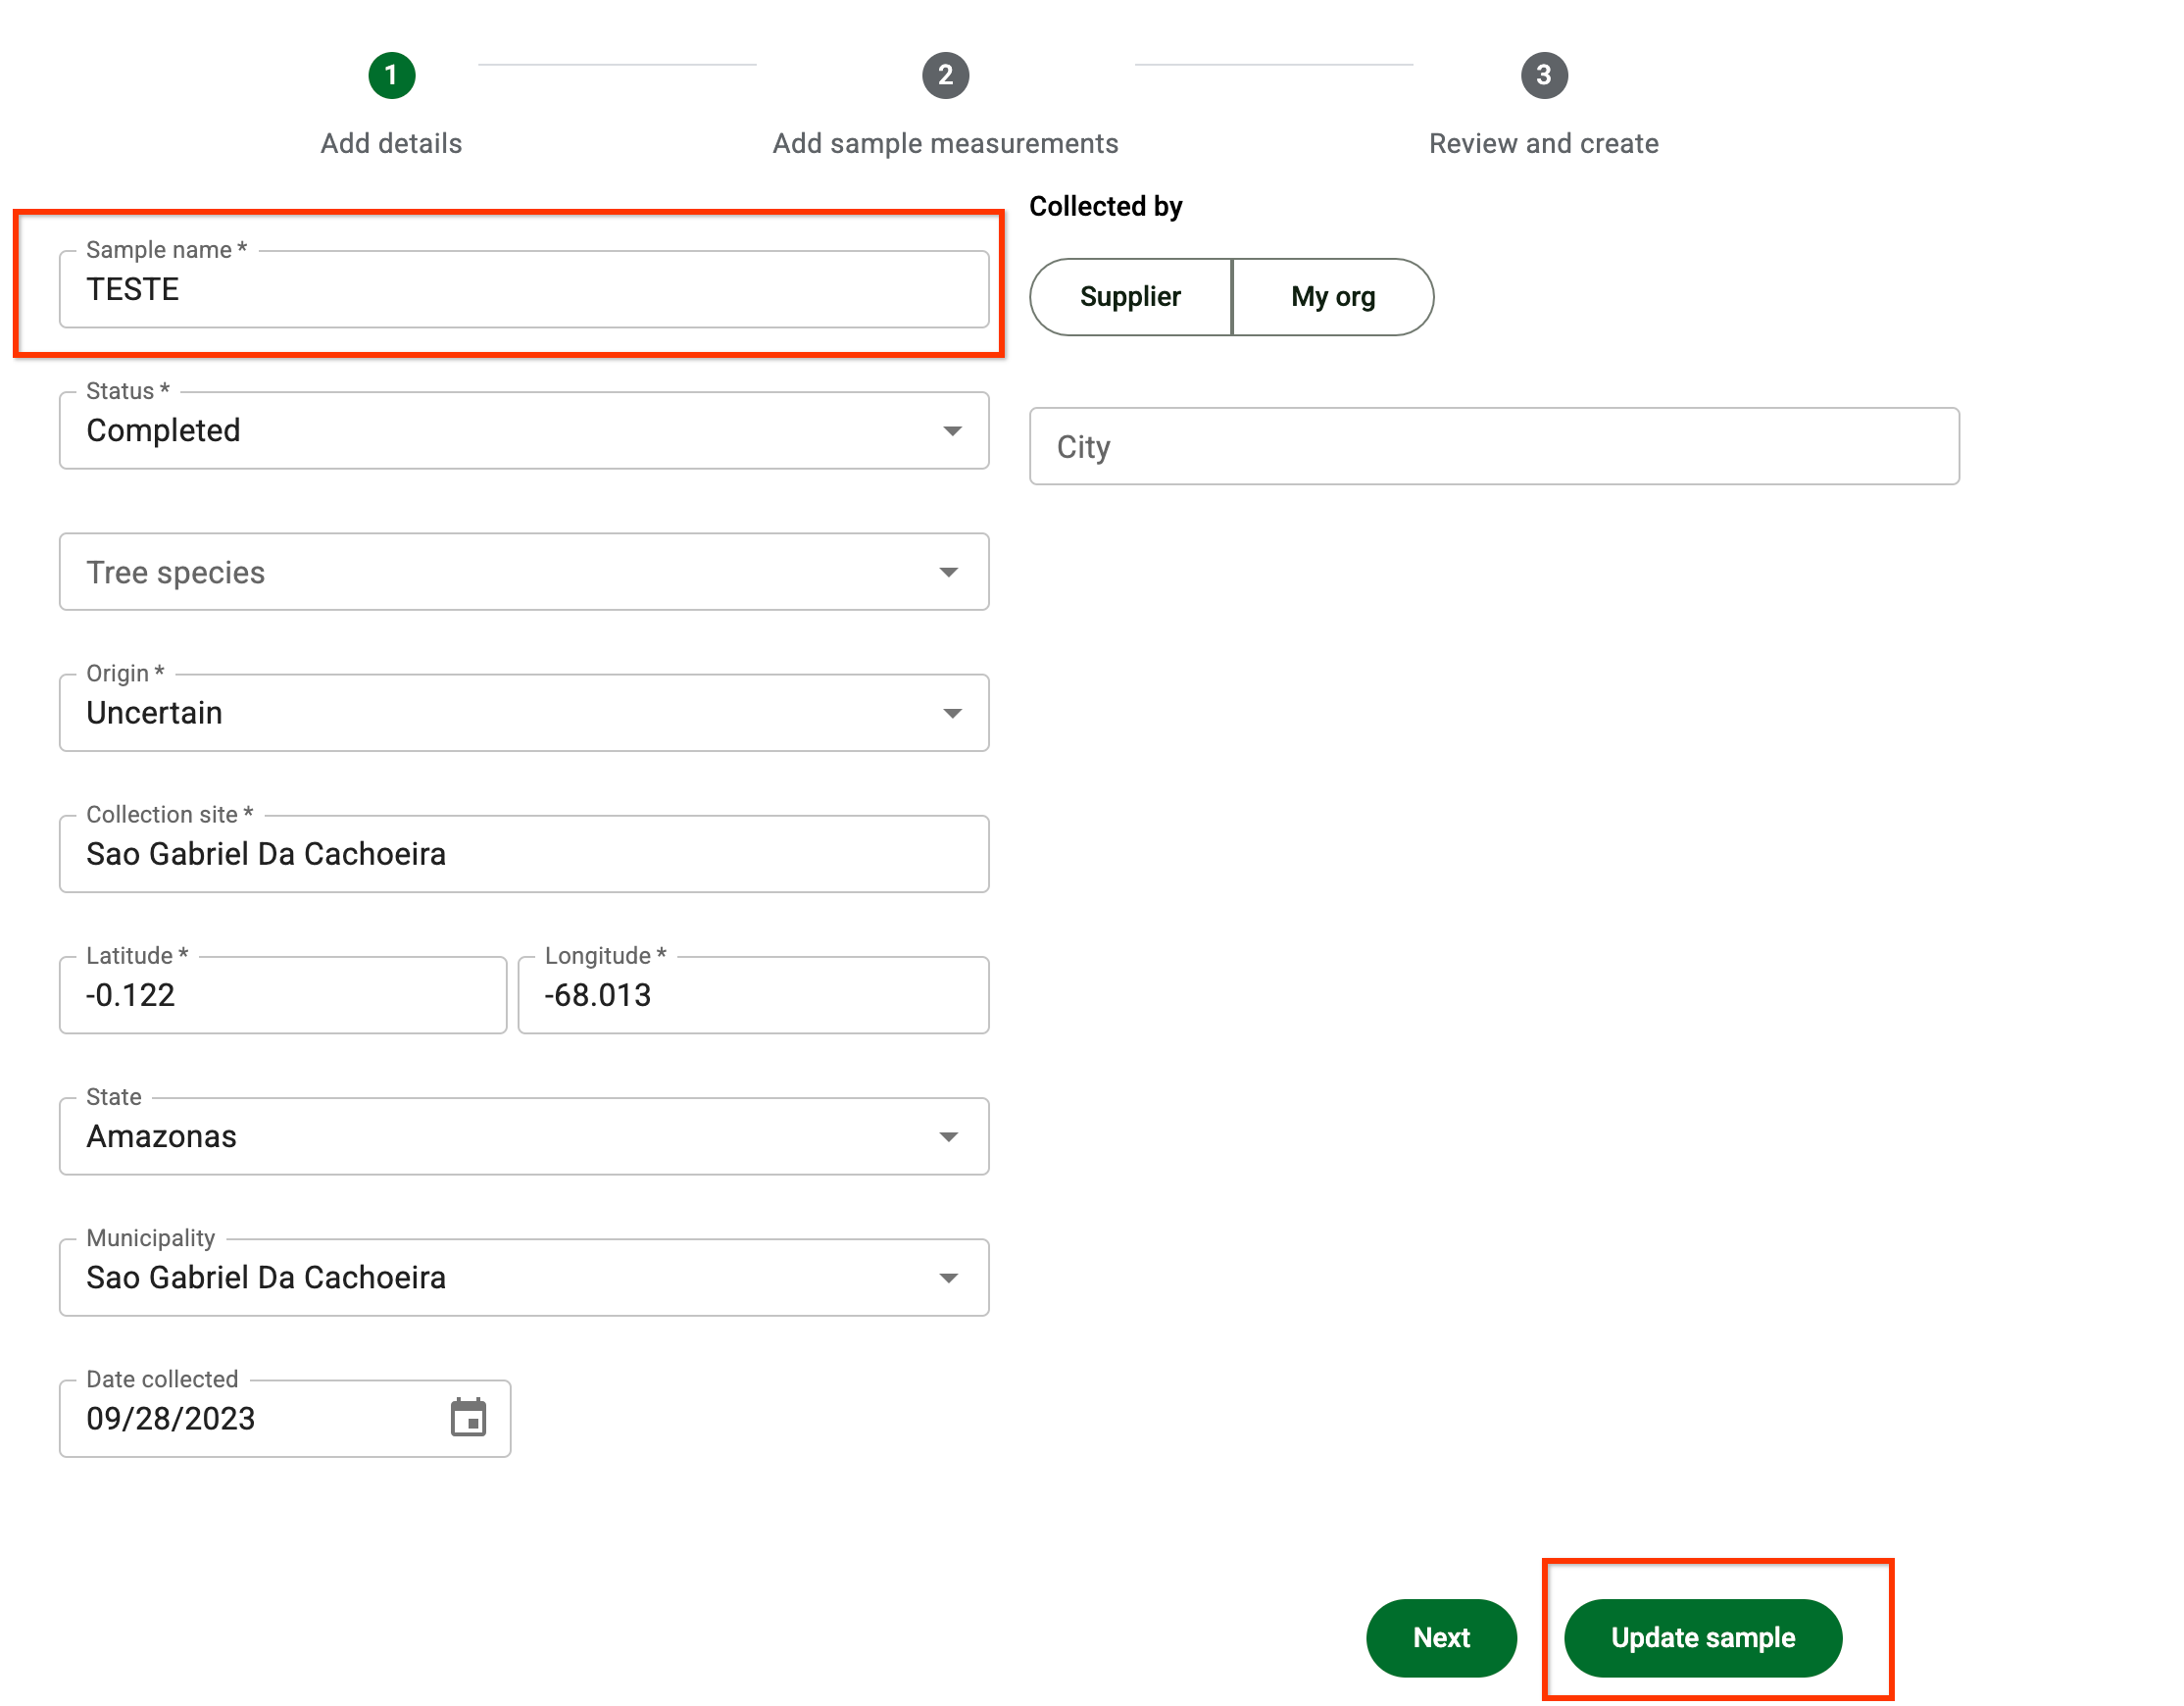 1
2
3
Add details
Add sample measurements
Review and create
Sample name *
TESTE
Collected by
Supplier
My org
Status *
Completed
City
Tree species
Origin *
Uncertain
Collection site *
Sao Gabriel Da Cachoeira
Latitude *
-0.122
Longitude *
-68.013
State
Amazonas
Municipality
Sao Gabriel Da Cachoeira
Date collected
09/28/2023
Next
Update sample